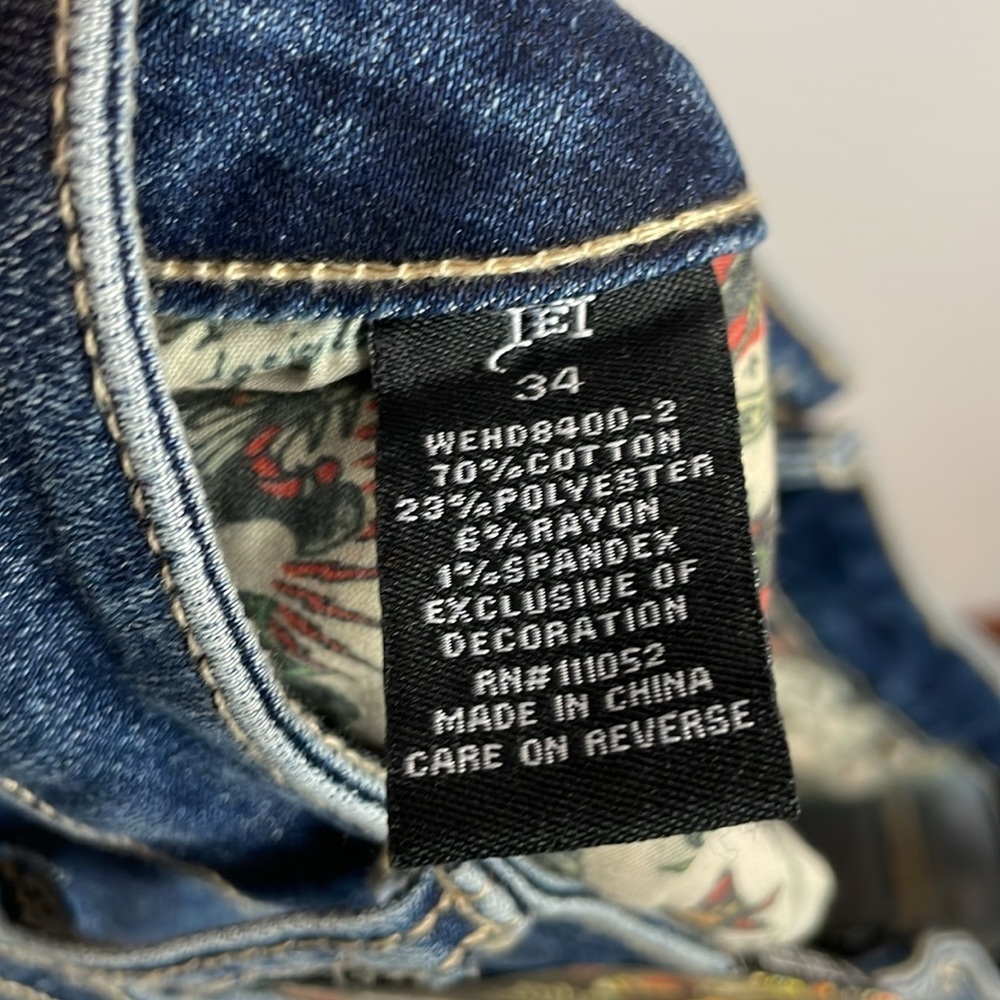 34
WEHD8400-2
70%COTTON
23%POLYESTER
6%RAYON
1%SPANDEX
EXCLUSIVE OF
DECORATION
RN#111052
MADE IN CHINA
CARE ON REVERSE